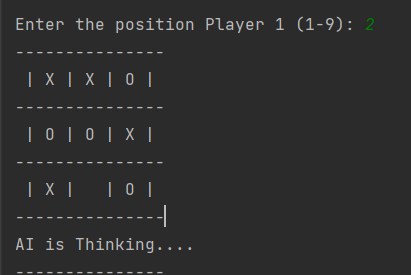 Enter the position Player 1 (1-9): 2
---------------
 | X | X | O |
---------------
 | O | O | X |
---------------
 | X |   | O |
---------------
AI is Thinking....
---------------